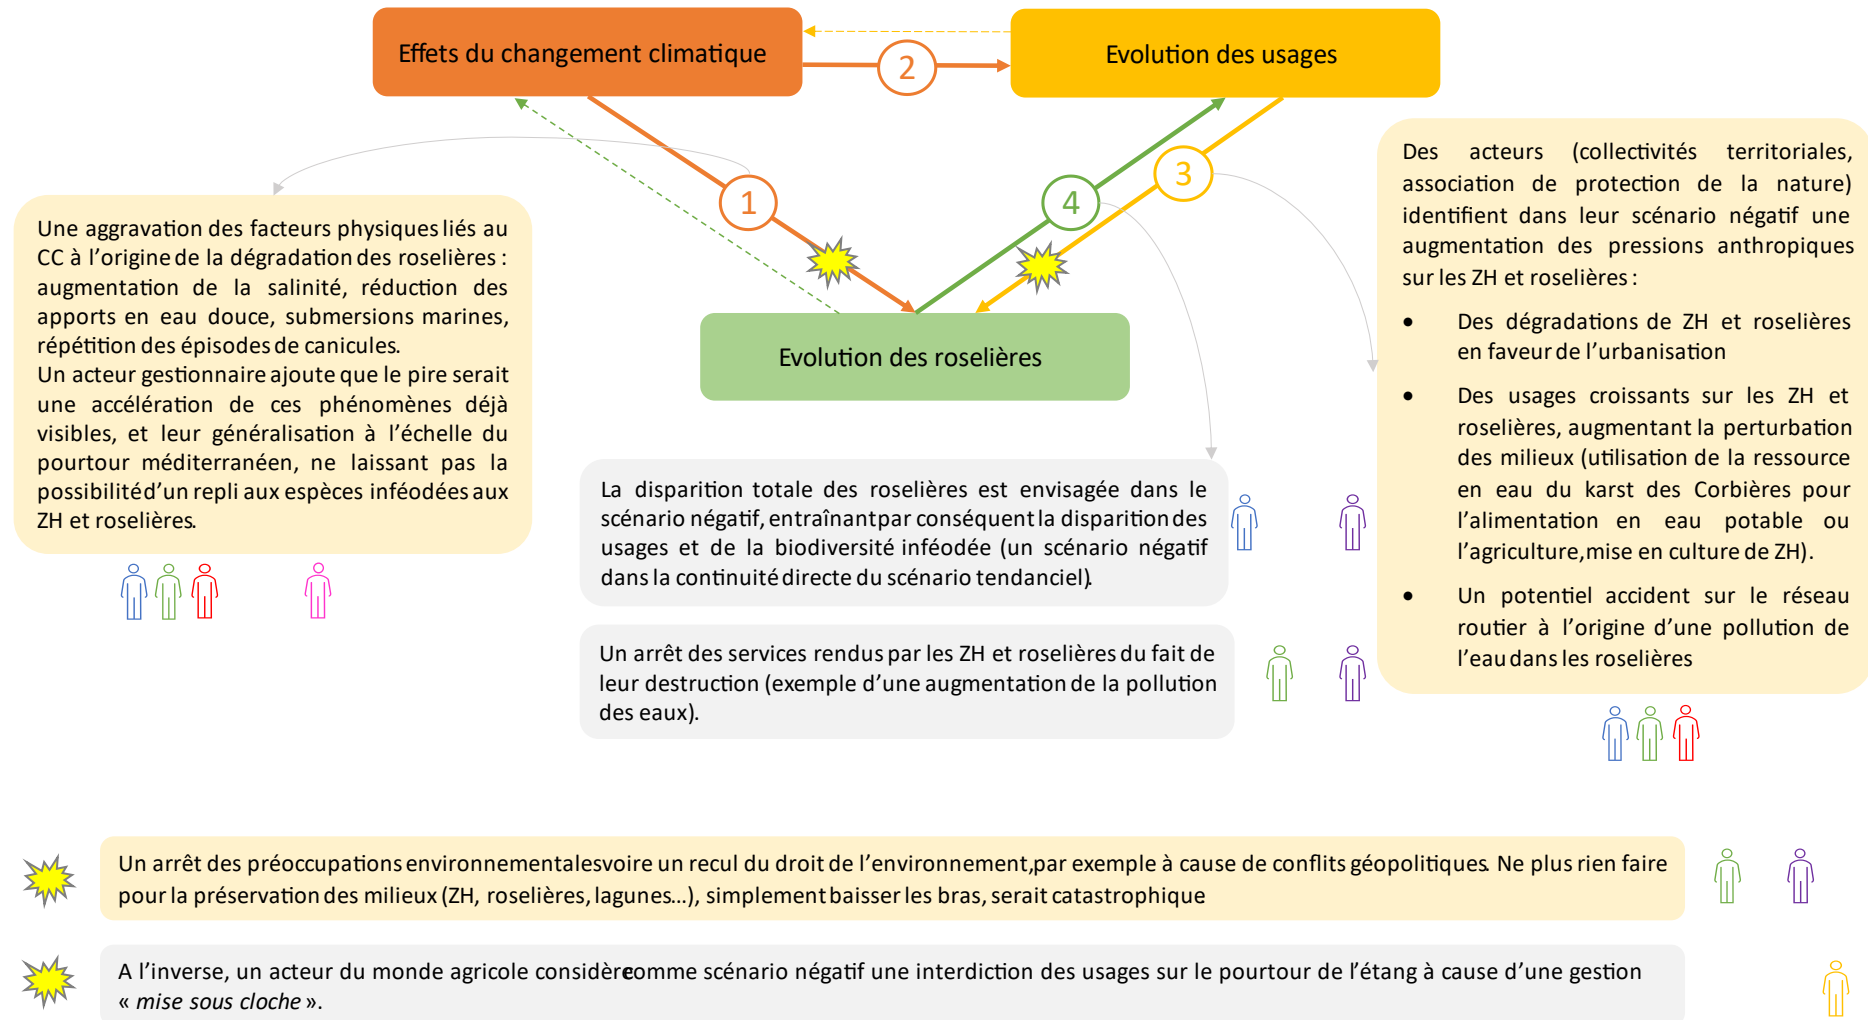 Effets du changement climatique
2
Evolution des usages
1
4
3
Evolution des roselières
Une aggravation des facteurs physiques liés au
CC à l’origine de la dégradation des roselières :
augmentation de la salinité, réduction des
apports en eau douce, submersions marines,
répétition des épisodes de canicules.
Un acteur gestionnaire ajoute que le pire serait
une accélération de ces phénomènes déjà
visibles, et leur généralisation à l’échelle du
pourtour méditerranéen, ne laissant pas la
possibilité d’un repli aux espèces inféodées aux
ZH et roselières.
Des acteurs (collectivités territoriales,
association de protection de la nature)
identifient dans leur scénario négatif une
augmentation des pressions anthropiques
sur les ZH et roselières :
• Des dégradations de ZH et roselières
en faveur de l’urbanisation
• Des usages croissants sur les ZH et
roselières, augmentant la perturbation
des milieux (utilisation de la ressource
en eau du karst des Corbières pour
l’alimentation en eau potable ou
l’agriculture, mise en culture de ZH).
• Un potentiel accident sur le réseau
routier à l’origine d’une pollution de
l’eau dans les roselières
La disparition totale des roselières est envisagée dans le
scénario négatif, entraînant par conséquent la disparition des
usages et de la biodiversité inféodée (un scénario négatif
dans la continuité directe du scénario tendanciel).
Un arrêt des services rendus par les ZH et roselières du fait de
leur destruction (exemple d’une augmentation de la pollution
des eaux).
Un arrêt des préoccupations environnementales voire un recul du droit de l’environnement, par exemple à cause de conflits géopolitiques. Ne plus rien faire
pour la préservation des milieux (ZH, roselières, lagunes…), simplement baisser les bras, serait catastrophique
A l’inverse, un acteur du monde agricole considère comme scénario négatif une interdiction des usages sur le pourtour de l’étang à cause d’une gestion
« mise sous cloche ».